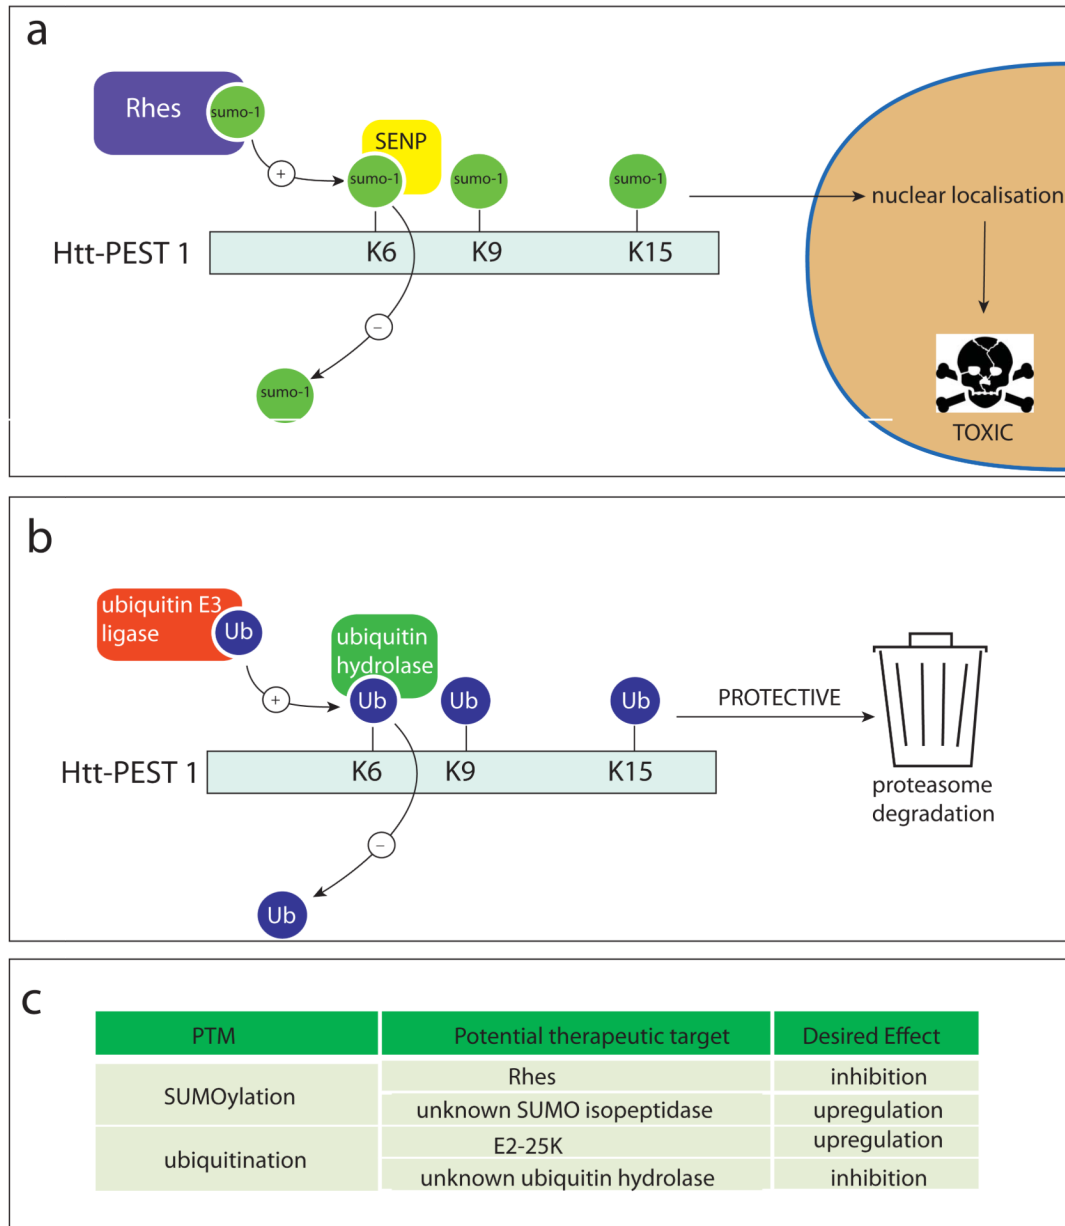 a
Rhes
sumo-1
SENP
+
sumo-1
sumo-1
sumo-1
nuclear localisation
Htt-PEST 1
K6
K9
K15
−
sumo-1
TOXIC
b
ubiquitin E3
ligase
Ub
ubiquitin
hydrolase
+
Ub
Ub
Ub
PROTECTIVE
Htt-PEST 1
K6
K9
K15
proteasome
degradation
−
Ub
c
PTM Potential therapeutic target Desired Effect
SUMOylation
Rhes inhibition
unknown SUMO isopeptidase upregulation
ubiquitination
E2-25K upregulation
unknown ubiquitin hydrolase inhibition